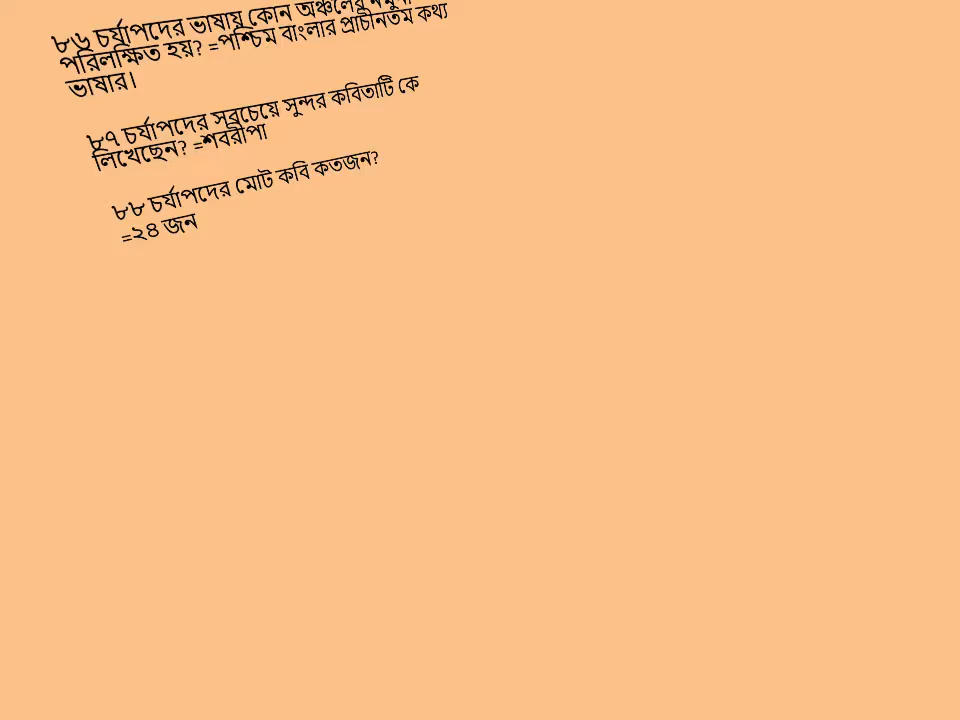 ৮৬ চর্যাপদের ভাষায় কোন অঞ্চলের নমুনা
পরিলক্ষিত হয়? =পশ্চিম বাংলার প্রাচীনতম কথ্য
ভাষার।
৮৭ চর্যাপদের সবচেয়ে সুন্দর কবিতাটি কে
লিখেছেন? =শবরীপা
৮৮ চর্যাপদের মোট কবি কতজন?
=২৪ জন